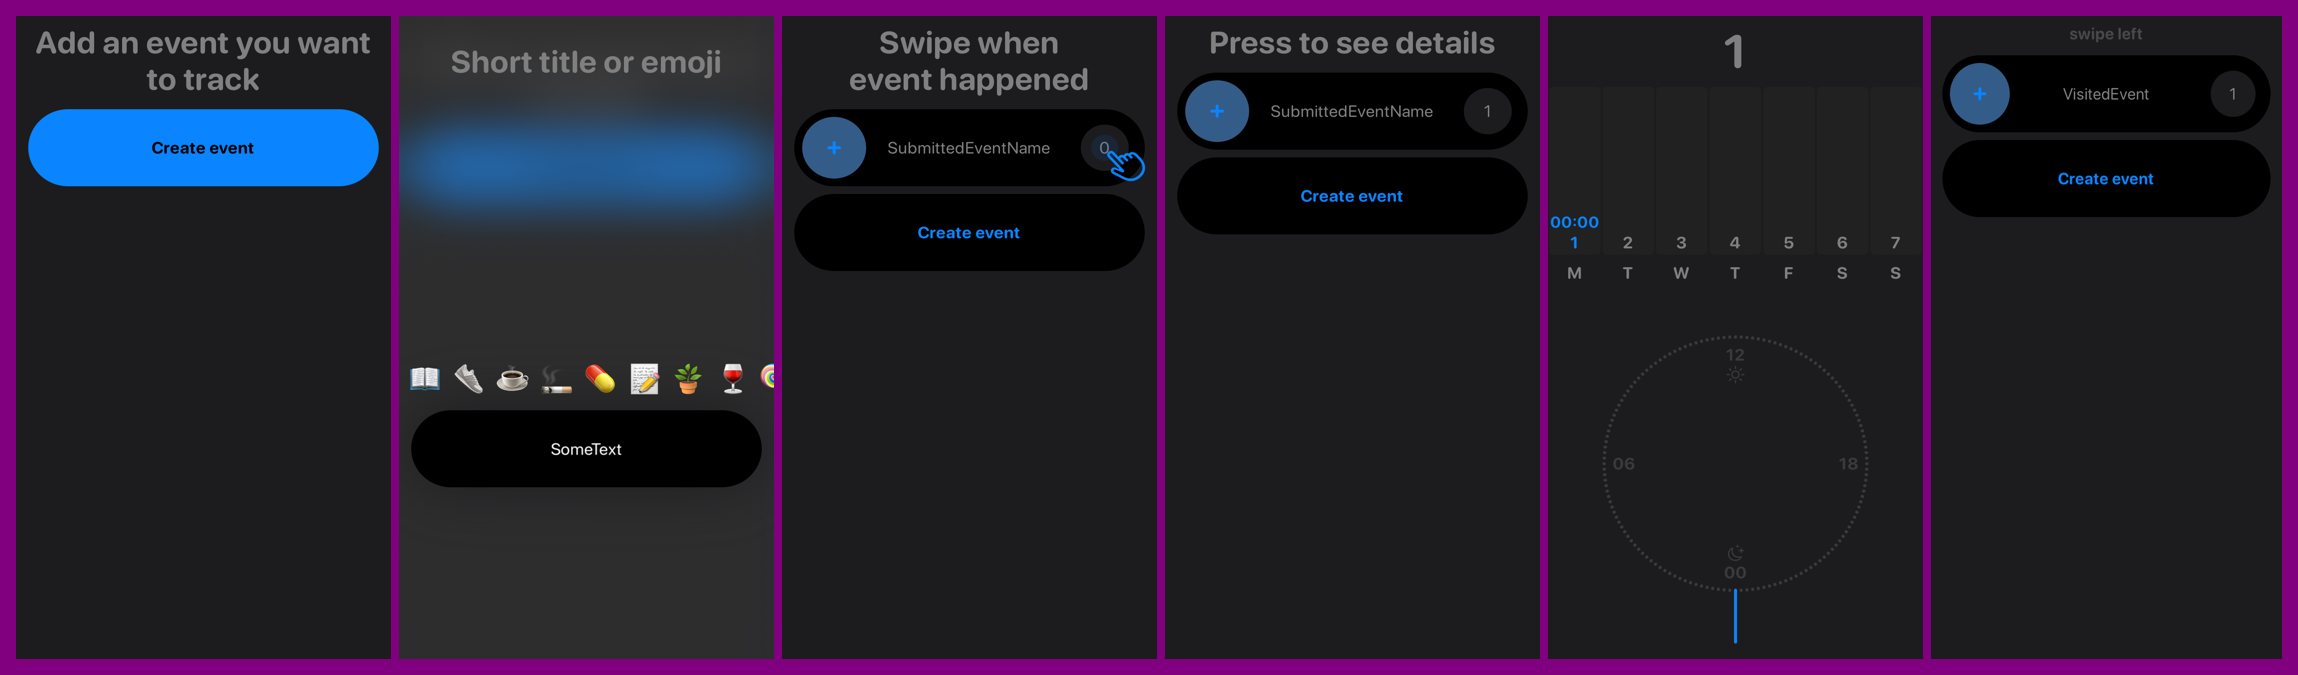 Add an event you want
to track
Create event
Short title or emoji
SomeText
Swipe when
event happened
+ SubmittedEventName 0
Create event
Press to see details
+ SubmittedEventName 1
Create event
1
00:00
1 2 3 4 5 6 7
M T W T F S S
12
06 18
00
swipe left
+ VisitedEvent 1
Create event